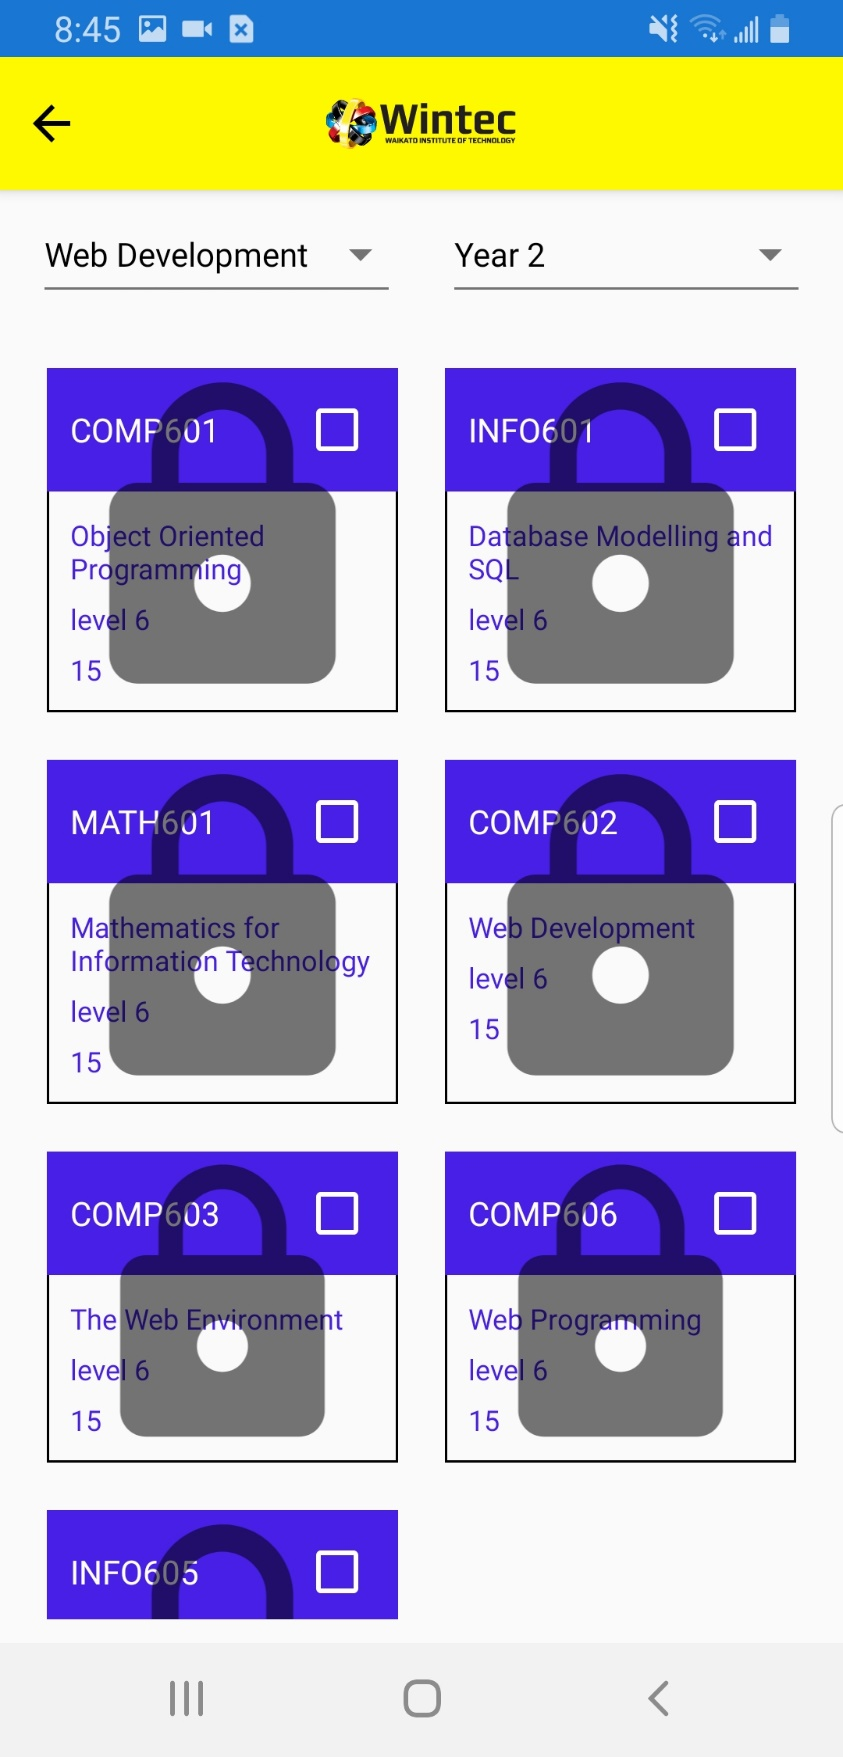 8:45
Wintec
WAIKATO INSTITUTE OF TECHNOLOGY
Web Development
Year 2
COMP601
Object Oriented
Programming
level 6
15
INFO601
Database Modelling and
SQL
level 6
15
MATH601
Mathematics for
Information Technology
level 6
15
COMP602
Web Development
level 6
15
COMP603
The Web Environment
level 6
15
COMP606
Web Programming
level 6
15
INFO605